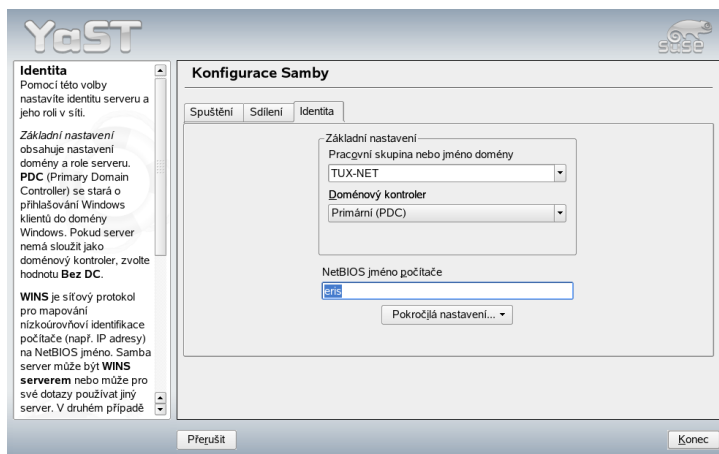 YaST
SUSE
Identita
Pomocí této volby
nastavíte identitu serveru a
jeho roli v síti.
Základní nastavení
obsahuje nastavení
domény a role serveru.
PDC (Primary Domain
Controller) se stará o
přihlašování Windows
klientů do domény
Windows. Pokud server
nemá sloužit jako
doménový kontroler, zvolte
hodnotu Bez DC.
WINS je síťový protokol
pro mapování
nízkoúrovňoví identifikace
počítače (např. IP adresy)
na NetBIOS jméno. Samba
server může být WINS
serverem nebo může pro
své dotazy používat jiný
server. V druhém případě
Konfigurace Samby
Spuštění Sdílení Identita
Základní nastavení
Pracovní skupina nebo jméno domény
TUX-NET
Doménový kontroler
Primární (PDC)
NetBIOS jméno počítače
eris
Pokročilá nastavení...
Přerušit
Konec